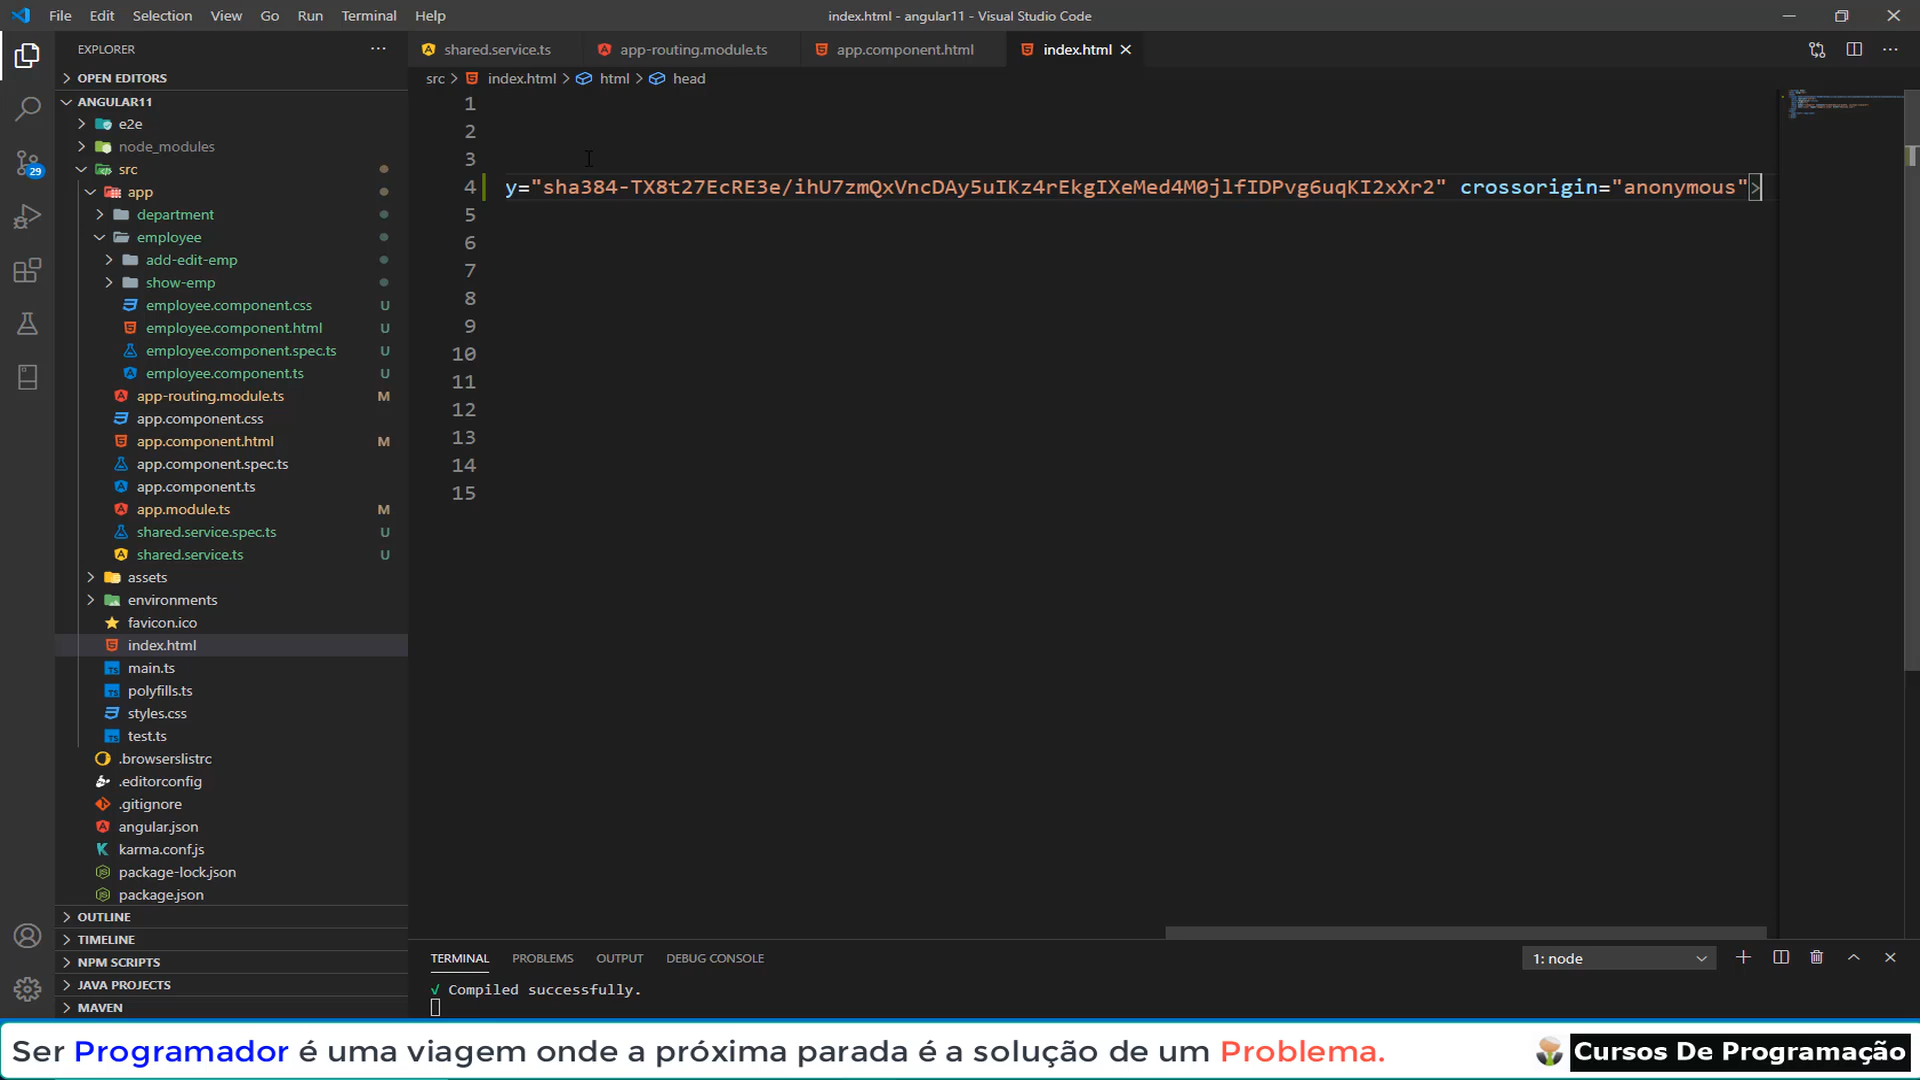 File Edit Selection View Go Run Terminal Help
index.html - angular11 - Visual Studio Code
EXPLORER
shared.service.ts app-routing.module.ts app.component.html index.html
OPEN EDITORS
src > index.html > html > head
ANGULAR11
e2e
node_modules
src
app
department
employee
add-edit-emp
show-emp
employee.component.css U
employee.component.html U
employee.component.spec.ts U
employee.component.ts U
app-routing.module.ts M
app.component.css
app.component.html M
app.component.spec.ts
app.component.ts
app.module.ts M
shared.service.spec.ts U
shared.service.ts U
assets
environments
favicon.ico
index.html
main.ts
polyfills.ts
styles.css
test.ts
.browserslistrc
.editorconfig
.gitignore
angular.json
karma.conf.js
package-lock.json
package.json
OUTLINE
TIMELINE
NPM SCRIPTS
JAVA PROJECTS
MAVEN
29
1
2
3
4 y="sha384-TX8t27EcRE3e/ihU7zmQxVncDAy5uIKz4rEkgIXeMed4M0jlfIDPvg6uqKI2xXr2" crossorigin="anonymous">
5
6
7
8
9
10
11
12
13
14
15
TERMINAL PROBLEMS OUTPUT DEBUG CONSOLE
1: node
√ Compiled successfully.
Ser Programador é uma viagem onde a próxima parada é a solução de um Problema.
Cursos De Programação